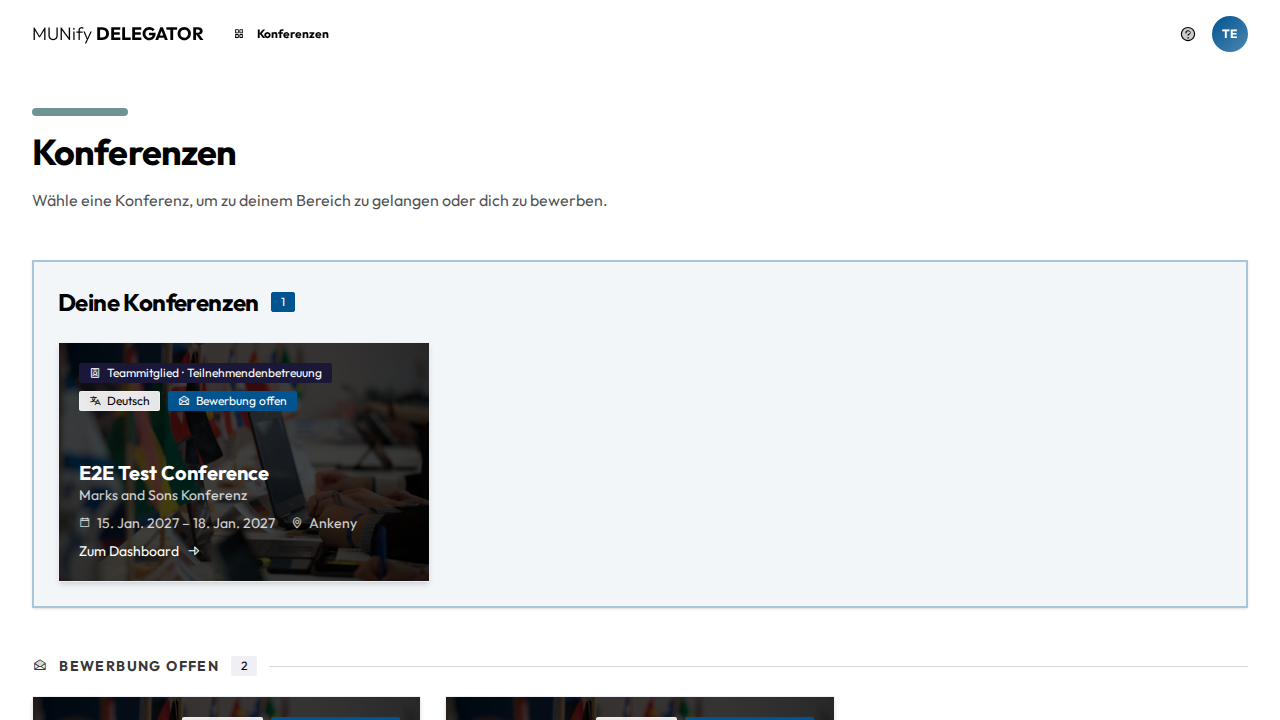 MUNify DELEGATOR
Konferenzen
TE
Konferenzen
Wähle eine Konferenz, um zu deinem Bereich zu gelangen oder dich zu bewerben.
Deine Konferenzen 1
Teammitglied · Teilnehmendenbetreuung
Deutsch
Bewerbung offen
E2E Test Conference
Marks and Sons Konferenz
15. Jan. 2027 – 18. Jan. 2027
Ankeny
Zum Dashboard
BEWERBUNG OFFEN 2